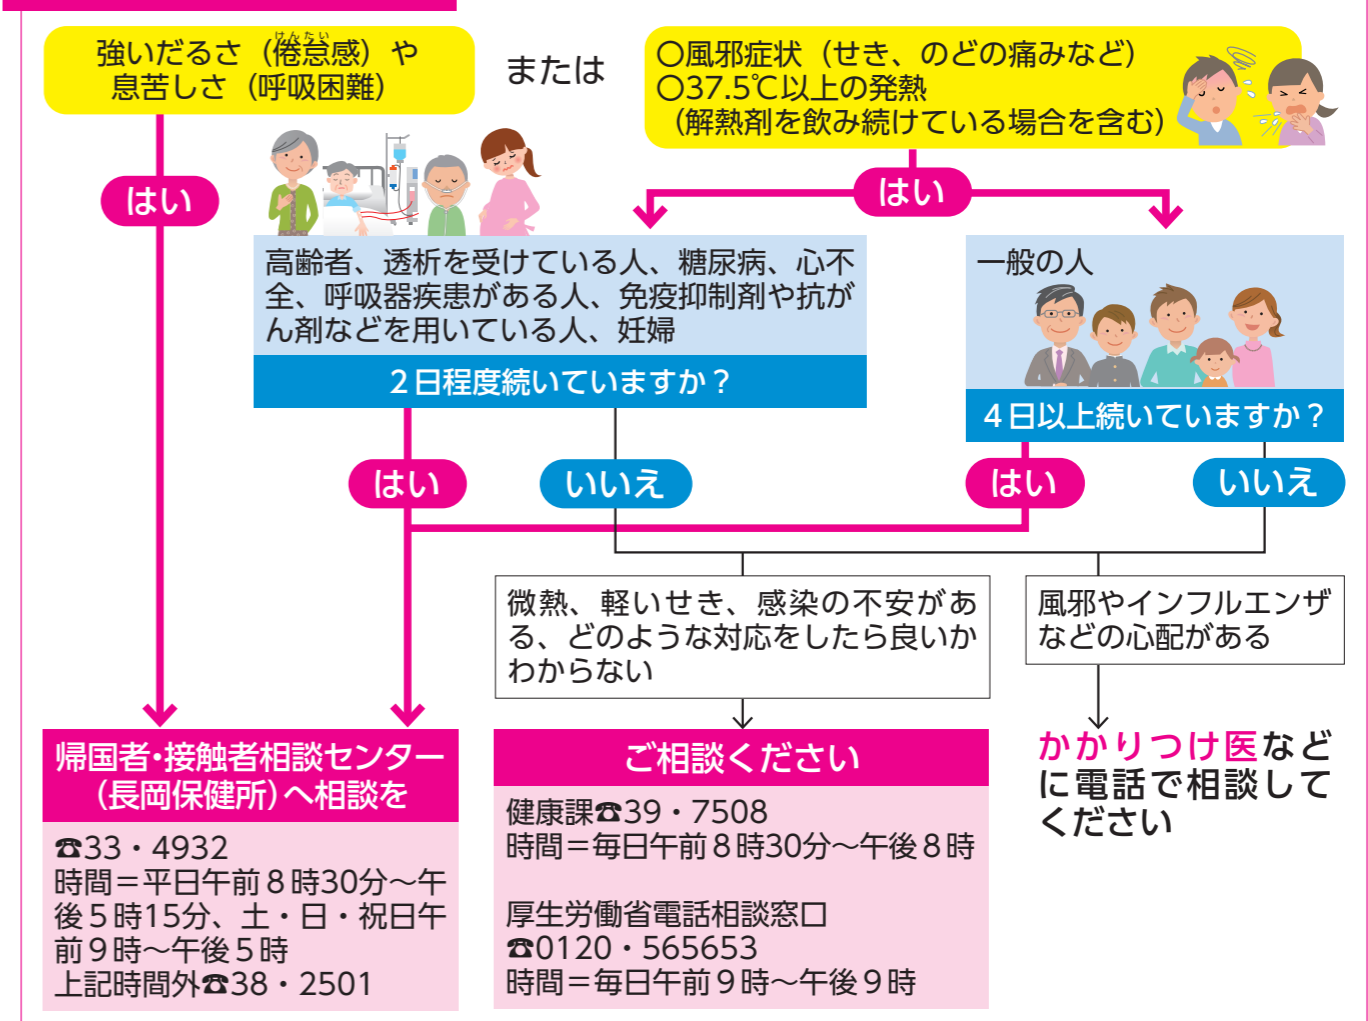 強いだるさ（倦怠感）や
けんたい
息苦しさ（呼吸困難）
または
〇風邪症状（せき、のどの痛みなど）
〇37.5℃以上の発熱
（解熱剤を飲み続けている場合を含む）
はい
はい
高齢者、透析を受けている人、糖尿病、心不
全、呼吸器疾患がある人、免疫抑制剤や抗が
ん剤などを用いている人、妊婦
２日程度続いていますか？
一般の人
４日以上続いていますか？
はい
いいえ
はい
いいえ
微熱、軽いせき、感染の不安があ
る、どのような対応をしたら良いか
わからない
風邪やインフルエンザ
などの心配がある
帰国者・接触者相談センター
（長岡保健所）へ相談を
☎33・4932
時間＝平日午前８時30分〜午
後５時15分、土・日・祝日午
前９時〜午後５時
上記時間外☎38・2501
ご相談ください
健康課☎39・7508
時間＝毎日午前８時30分〜午後８時
厚生労働省電話相談窓口
☎0120・565653
時間＝毎日午前９時〜午後９時
かかりつけ医など
に電話で相談して
ください